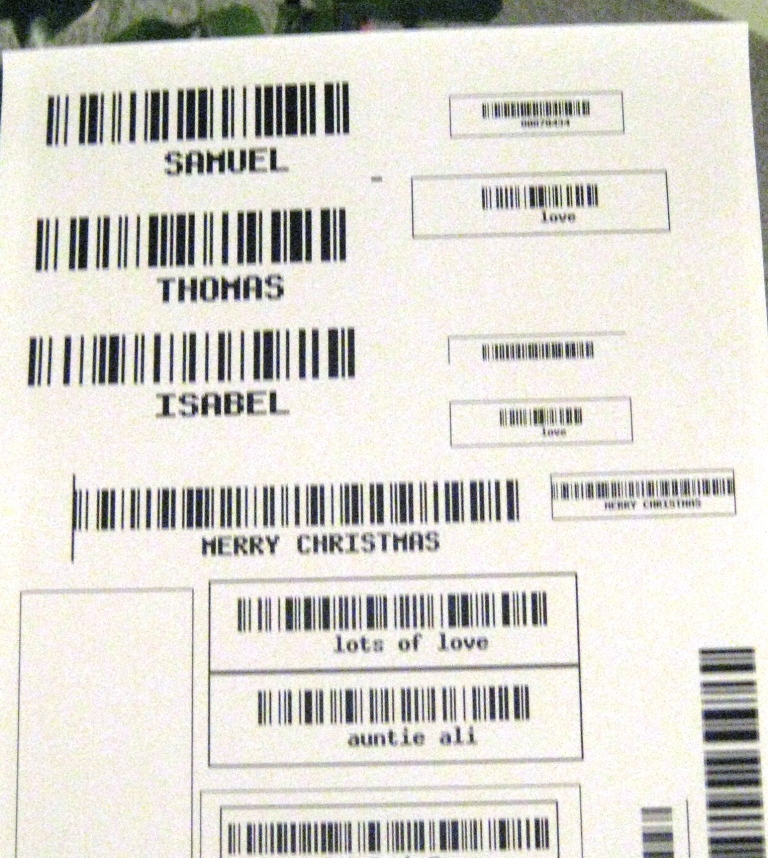 SAMUEL
love
THOMAS
ISABEL
love
MERRY CHRISTMAS
MERRY CHRISTMAS
lots of love
auntie ali